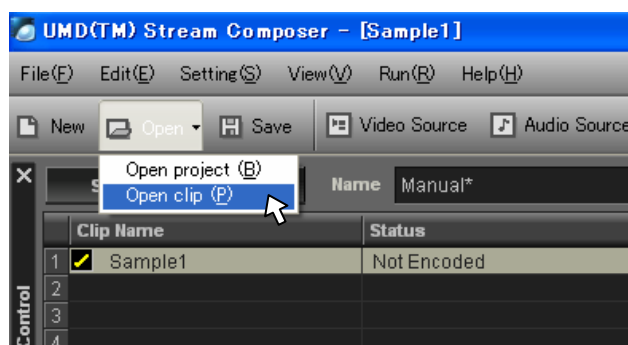 UMD(TM) Stream Composer - [Sample1]
File(F) Edit(E) Setting(S) View(V) Run(R) Help(H)
New Open Save Video Source Audio Source
Open project (B)
Open clip (P)
Name Manual*
Clip Name Status
1 Sample1 Not Encoded
2
3
4
Control